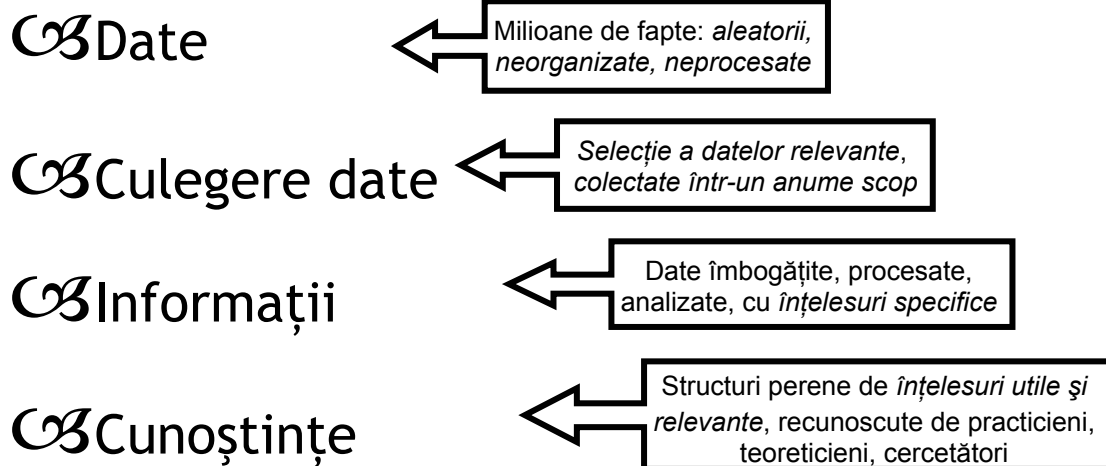 Date
Milioane de fapte: aleatorii,
neorganizate, neprocesate
Culegere date
Selecție a datelor relevante,
colectate într-un anume scop
Informații
Date îmbogățite, procesate,
analizate, cu înțelesuri specifice
Cunoştințe
Structuri perene de înțelesuri utile şi
relevante, recunoscute de practicieni,
teoreticieni, cercetători